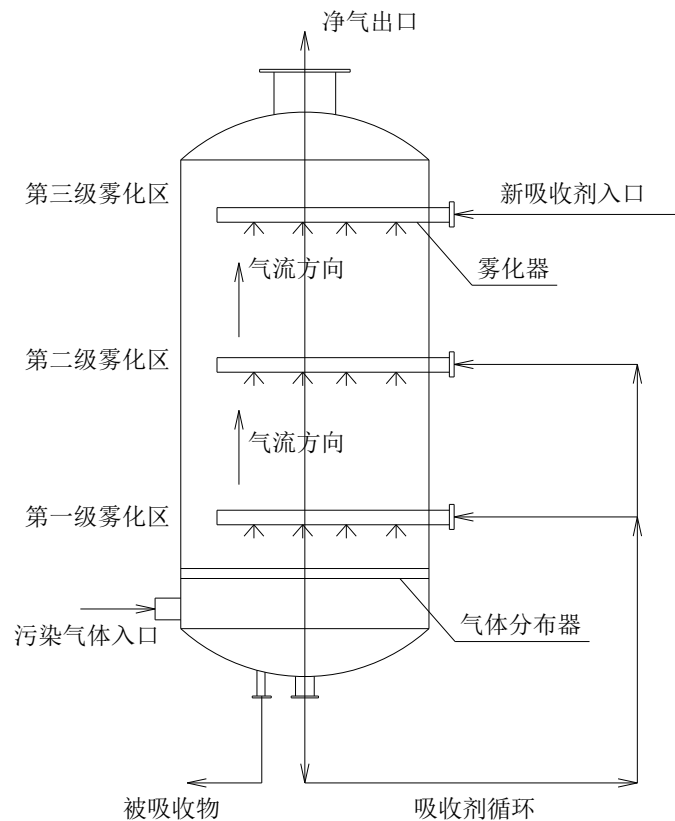 净气出口
第三级雾化区
新吸收剂入口
气流方向
雾化器
第二级雾化区
气流方向
第一级雾化区
污染气体入口
气体分布器
被吸收物
吸收剂循环